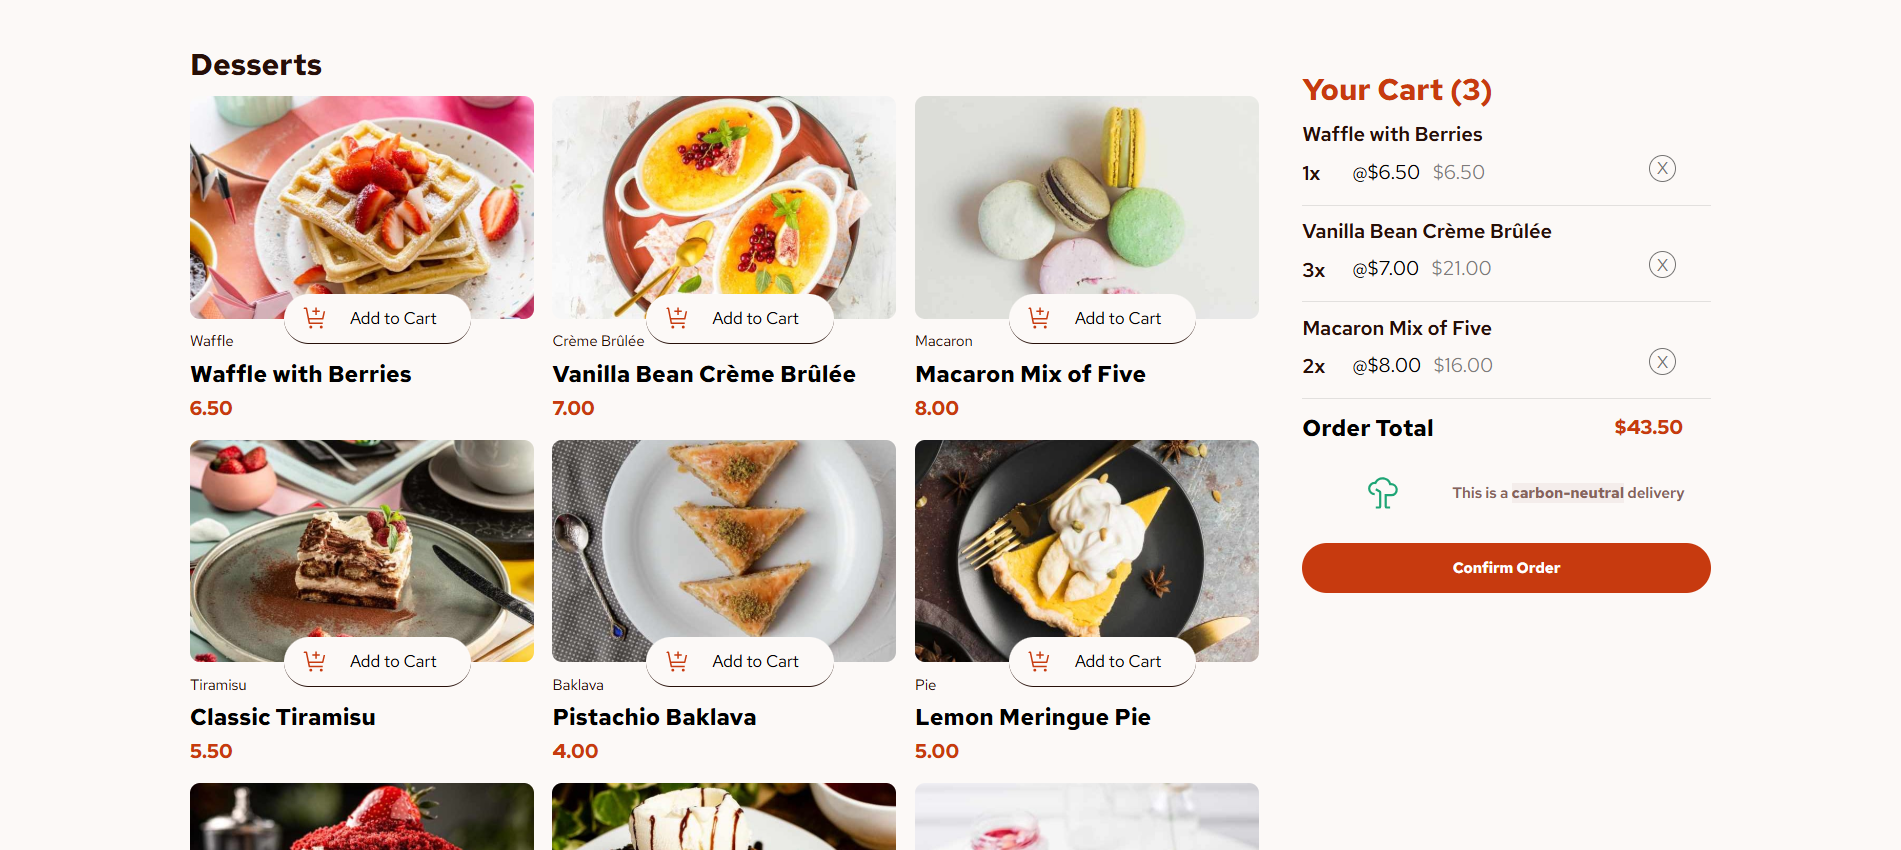 Desserts
Add to Cart
Waffle
Waffle with Berries
6.50
Add to Cart
Crème Brûlée
Vanilla Bean Crème Brûlée
7.00
Add to Cart
Macaron
Macaron Mix of Five
8.00
Add to Cart
Tiramisu
Classic Tiramisu
5.50
Add to Cart
Baklava
Pistachio Baklava
4.00
Add to Cart
Pie
Lemon Meringue Pie
5.00
Your Cart (3)
Waffle with Berries
1x @$6.50 $6.50 X
Vanilla Bean Crème Brûlée
3x @$7.00 $21.00 X
Macaron Mix of Five
2x @$8.00 $16.00 X
Order Total $43.50
This is a carbon-neutral delivery
Confirm Order